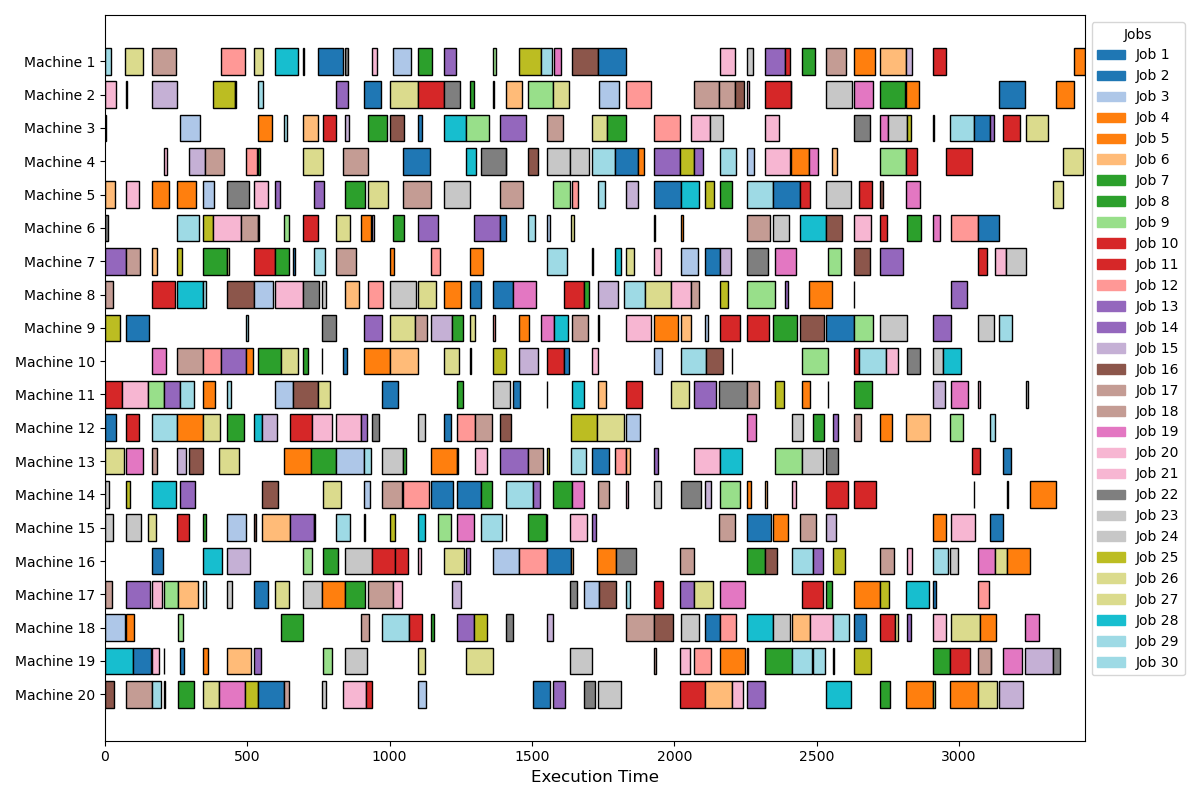 Machine 1
Machine 2
Machine 3
Machine 4
Machine 5
Machine 6
Machine 7
Machine 8
Machine 9
Machine 10
Machine 11
Machine 12
Machine 13
Machine 14
Machine 15
Machine 16
Machine 17
Machine 18
Machine 19
Machine 20
0 500 1000 1500 2000 2500 3000
Execution Time
Jobs
Job 1
Job 2
Job 3
Job 4
Job 5
Job 6
Job 7
Job 8
Job 9
Job 10
Job 11
Job 12
Job 13
Job 14
Job 15
Job 16
Job 17
Job 18
Job 19
Job 20
Job 21
Job 22
Job 23
Job 24
Job 25
Job 26
Job 27
Job 28
Job 29
Job 30